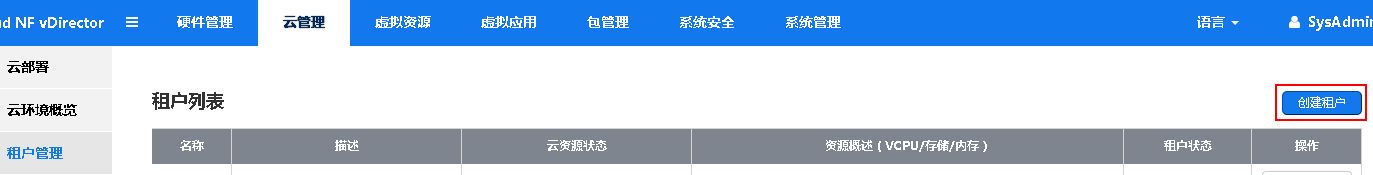 ud NF vDirector 硬件管理 云管理 虚拟资源 虚拟应用 包管理 系统安全 系统管理 语言 SysAdmin
云部署
租户列表 创建租户
云环境概览
名称 描述 云资源状态 资源概述（VCPU/存储/内存） 租户状态 操作
租户管理